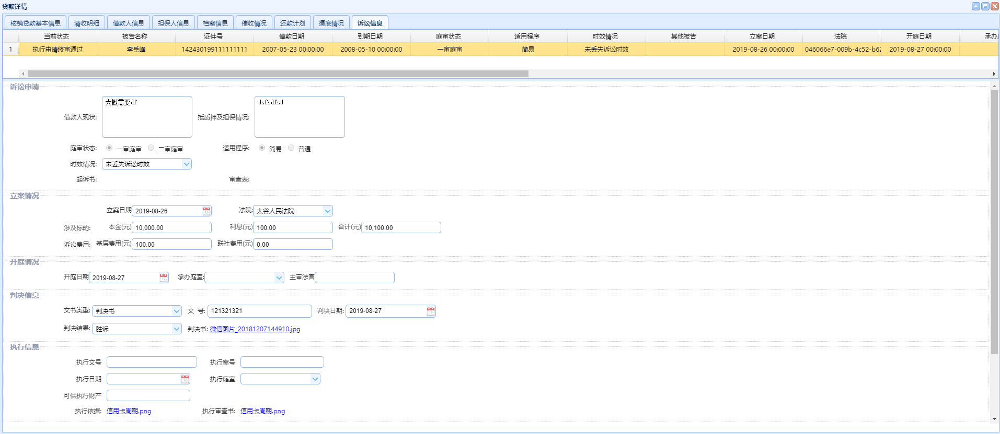 贷款详情
核销贷款基本信息 清收明细 借款人信息 担保人信息 档案信息 催收情况 还款计划 摸底情况 诉讼信息
当前状态 被告名称 证件号 借款日期 到期日期 庭审状态 适用程序 时效情况 其他被告 立案日期 法院 开庭日期 承办
1 执行申请终审通过 李岳峰 142430199111111111 2007-05-23 00:00:00 2008-05-10 00:00:00 一审庭审 简易 未丢失诉讼时效 2019-08-26 00:00:00 046066e7-009b-4c52-b62 2019-08-27 00:00:00
诉讼申请
借款人现状: 大概需要df 抵质押及担保情况: dsfsdfsd
庭审状态: 一审庭审 二审庭审 适用程序: 简易 普通
时效情况: 未丢失诉讼时效
起诉书: 审查表:
立案情况
立案日期 2019-08-26 法院: 太谷人民法院
涉及标的: 本金(元) 10,000.00 利息(元) 100.00 合计(元) 10,100.00
诉讼费用: 基层费用(元) 100.00 联社费用(元) 0.00
开庭情况
开庭日期 2019-08-27 承办庭室: 主审法官
判决信息
文书类型: 判决书 文 号: 121321321 判决日期: 2019-08-27
判决结果: 胜诉 判决书: 微信图片_20181207144910.jpg
执行信息
执行文号 执行案号
执行日期 执行庭室
可供执行财产
执行依据: 信用卡周期.png 执行审查书: 信用卡周期.png